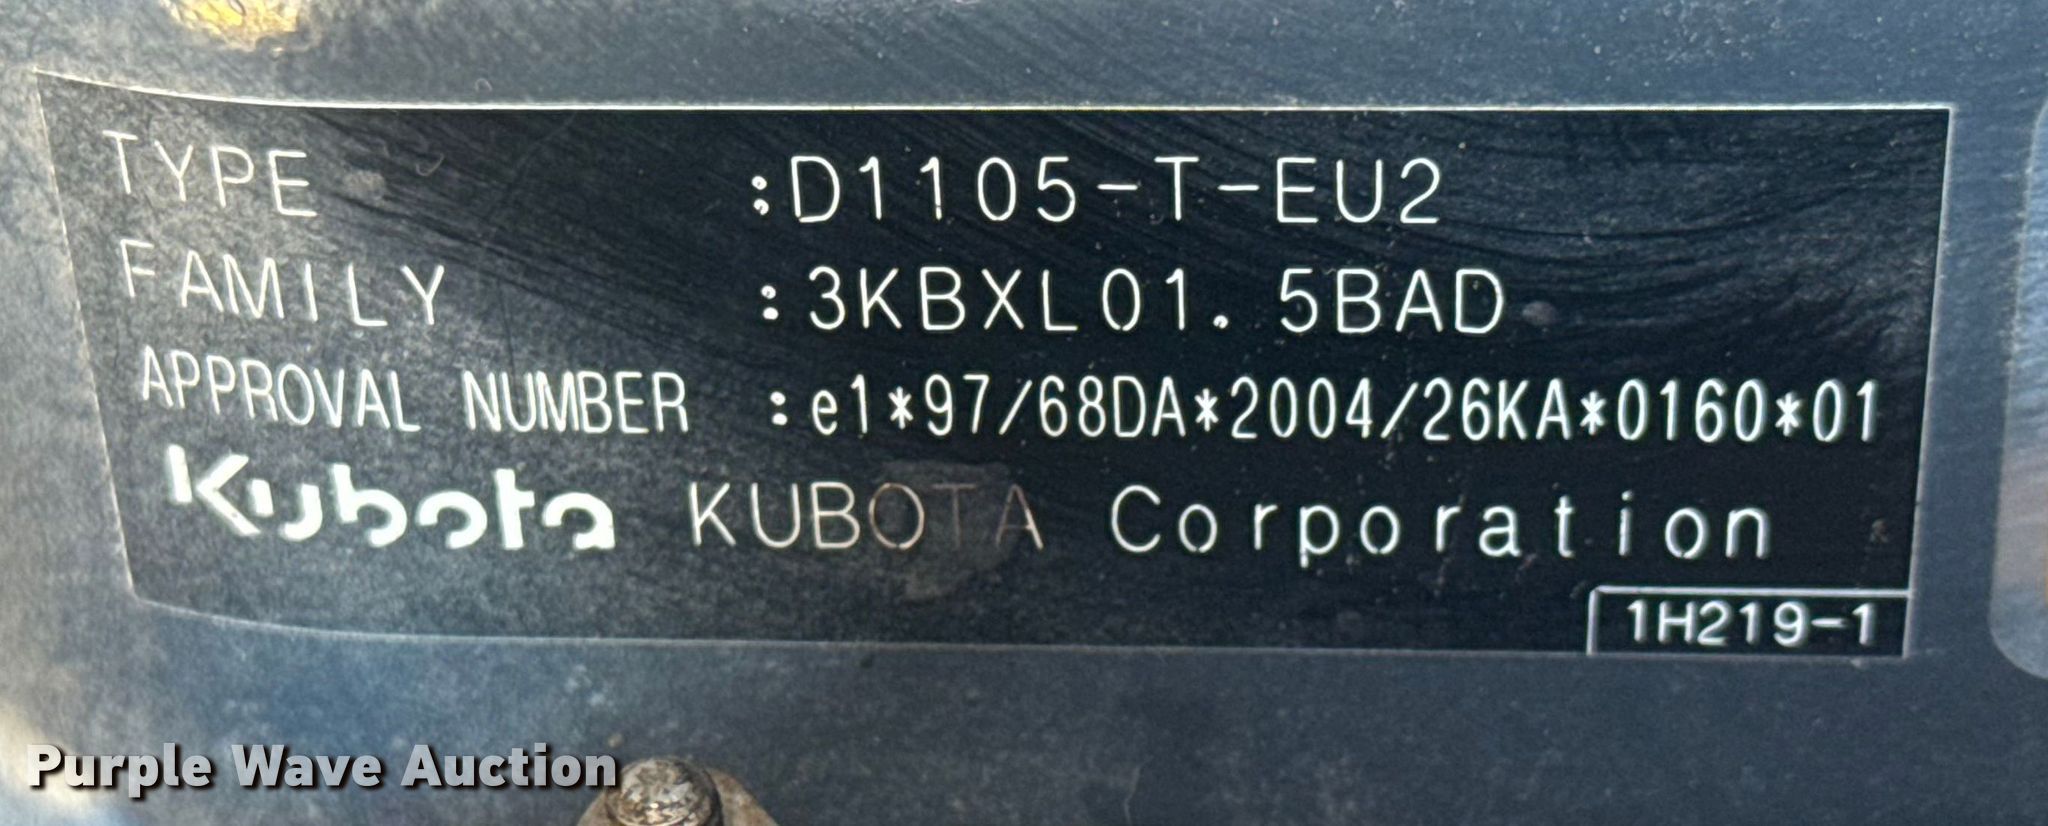 TYPE :D1105-T-EU2
FAMILY :3KBXL01.5BAD
APPROVAL NUMBER :e1*97/68DA*2004/26KA*0160*01
Kubota KUBOTA Corporation
1H219-1
Purple Wave Auction